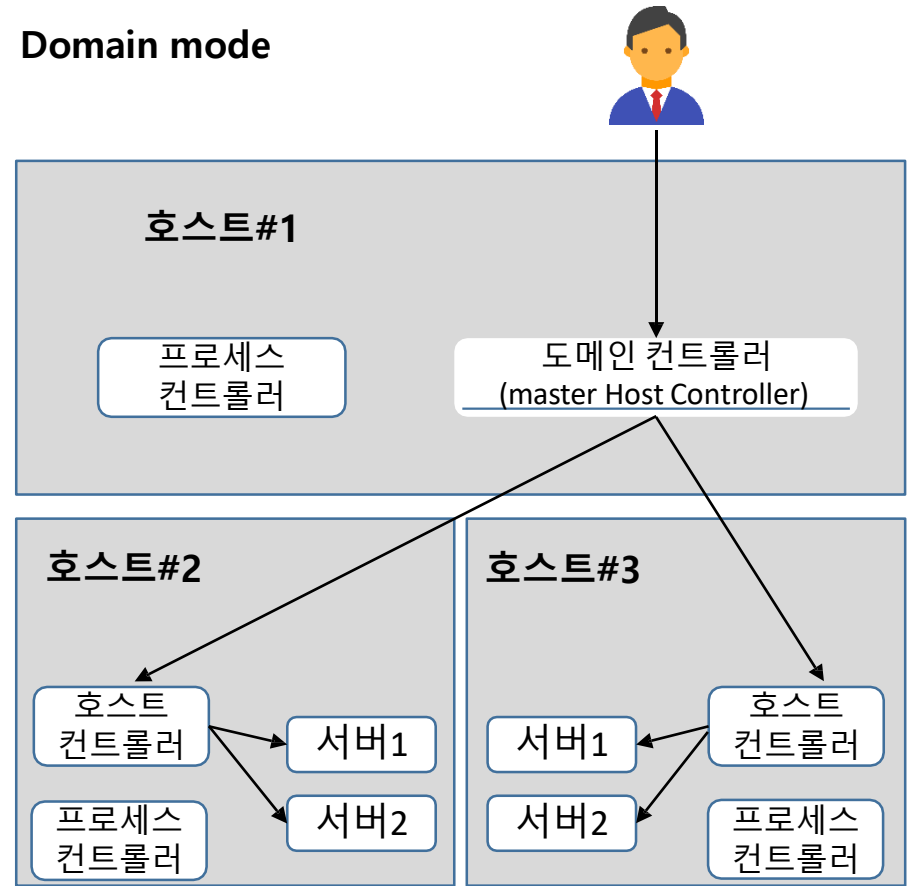 Domain mode
호스트#1
프로세스
컨트롤러
도메인 컨트롤러
(master Host Controller)
호스트#2
호스트
컨트롤러
서버1
서버2
프로세스
컨트롤러
호스트#3
서버1
서버2
호스트
컨트롤러
프로세스
컨트롤러